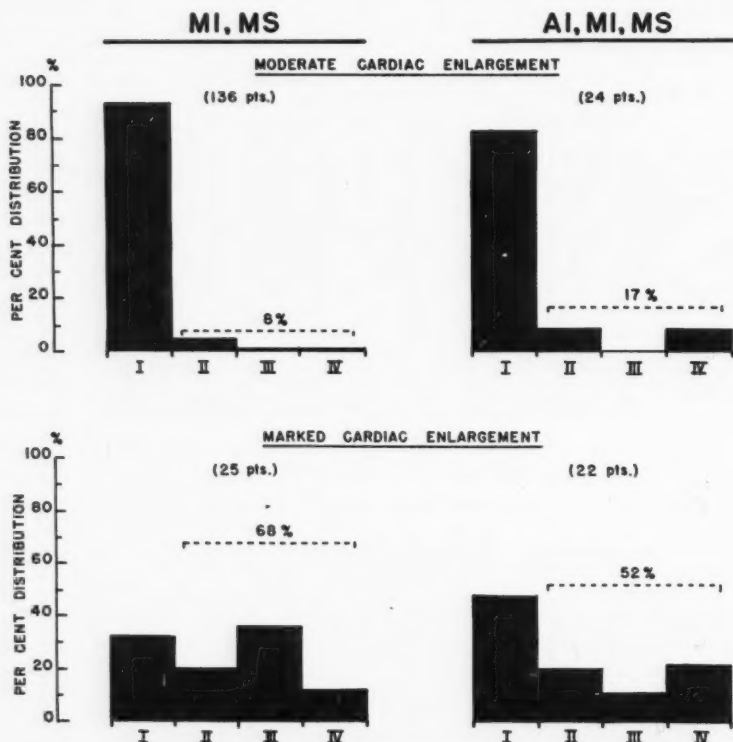 MI, MS AI, MI, MS
MODERATE CARDIAC ENLARGEMENT
%
(136 pts.) (24 pts.)
100
80
60
40
20
0
PER CENT DISTRIBUTION
8%
17%
I II III IV I II III IV
MARKED CARDIAC ENLARGEMENT
%
(25 pts.) (22 pts.)
100
80
60
40
20
0
PER CENT DISTRIBUTION
68%
52%
I II III IV I II III IV